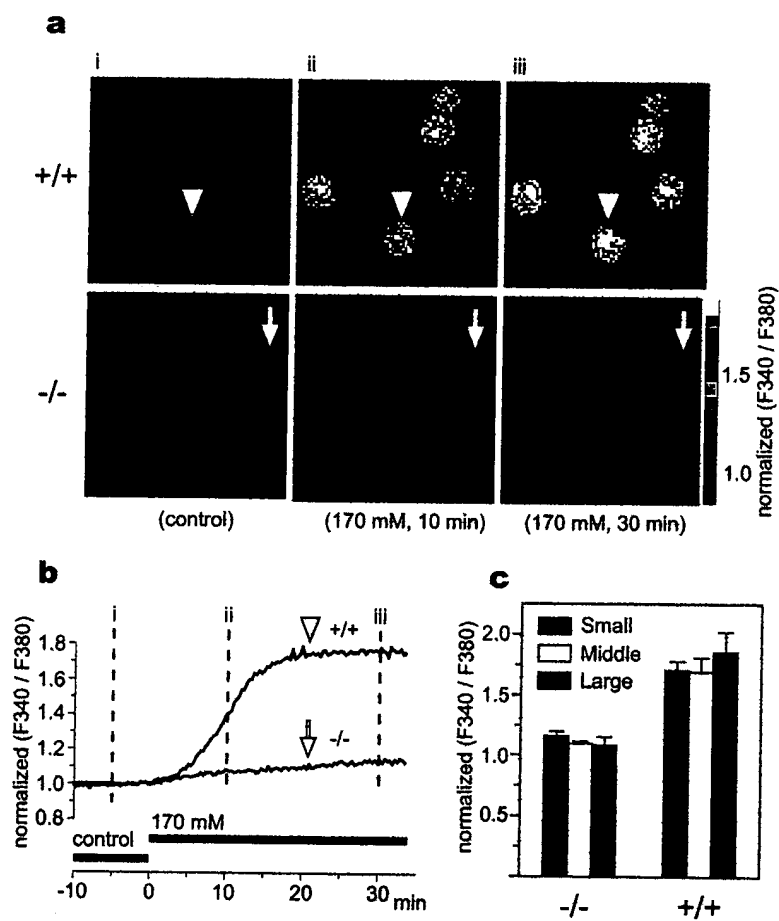 a
i ii iii
+/+
-/-
1.5
1.0
normalized (F340 / F380)
(control) (170 mM, 10 min) (170 mM, 30 min)
b
normalized (F340 / F380)
1.8
1.6
1.4
1.2
1.0
0.8
i ii iii
+/+
-/-
170 mM
control
-10 0 10 20 30 min
c
normalized (F340 / F380)
2.0
1.5
1.0
0.5
Small
Middle
Large
-/- +/+